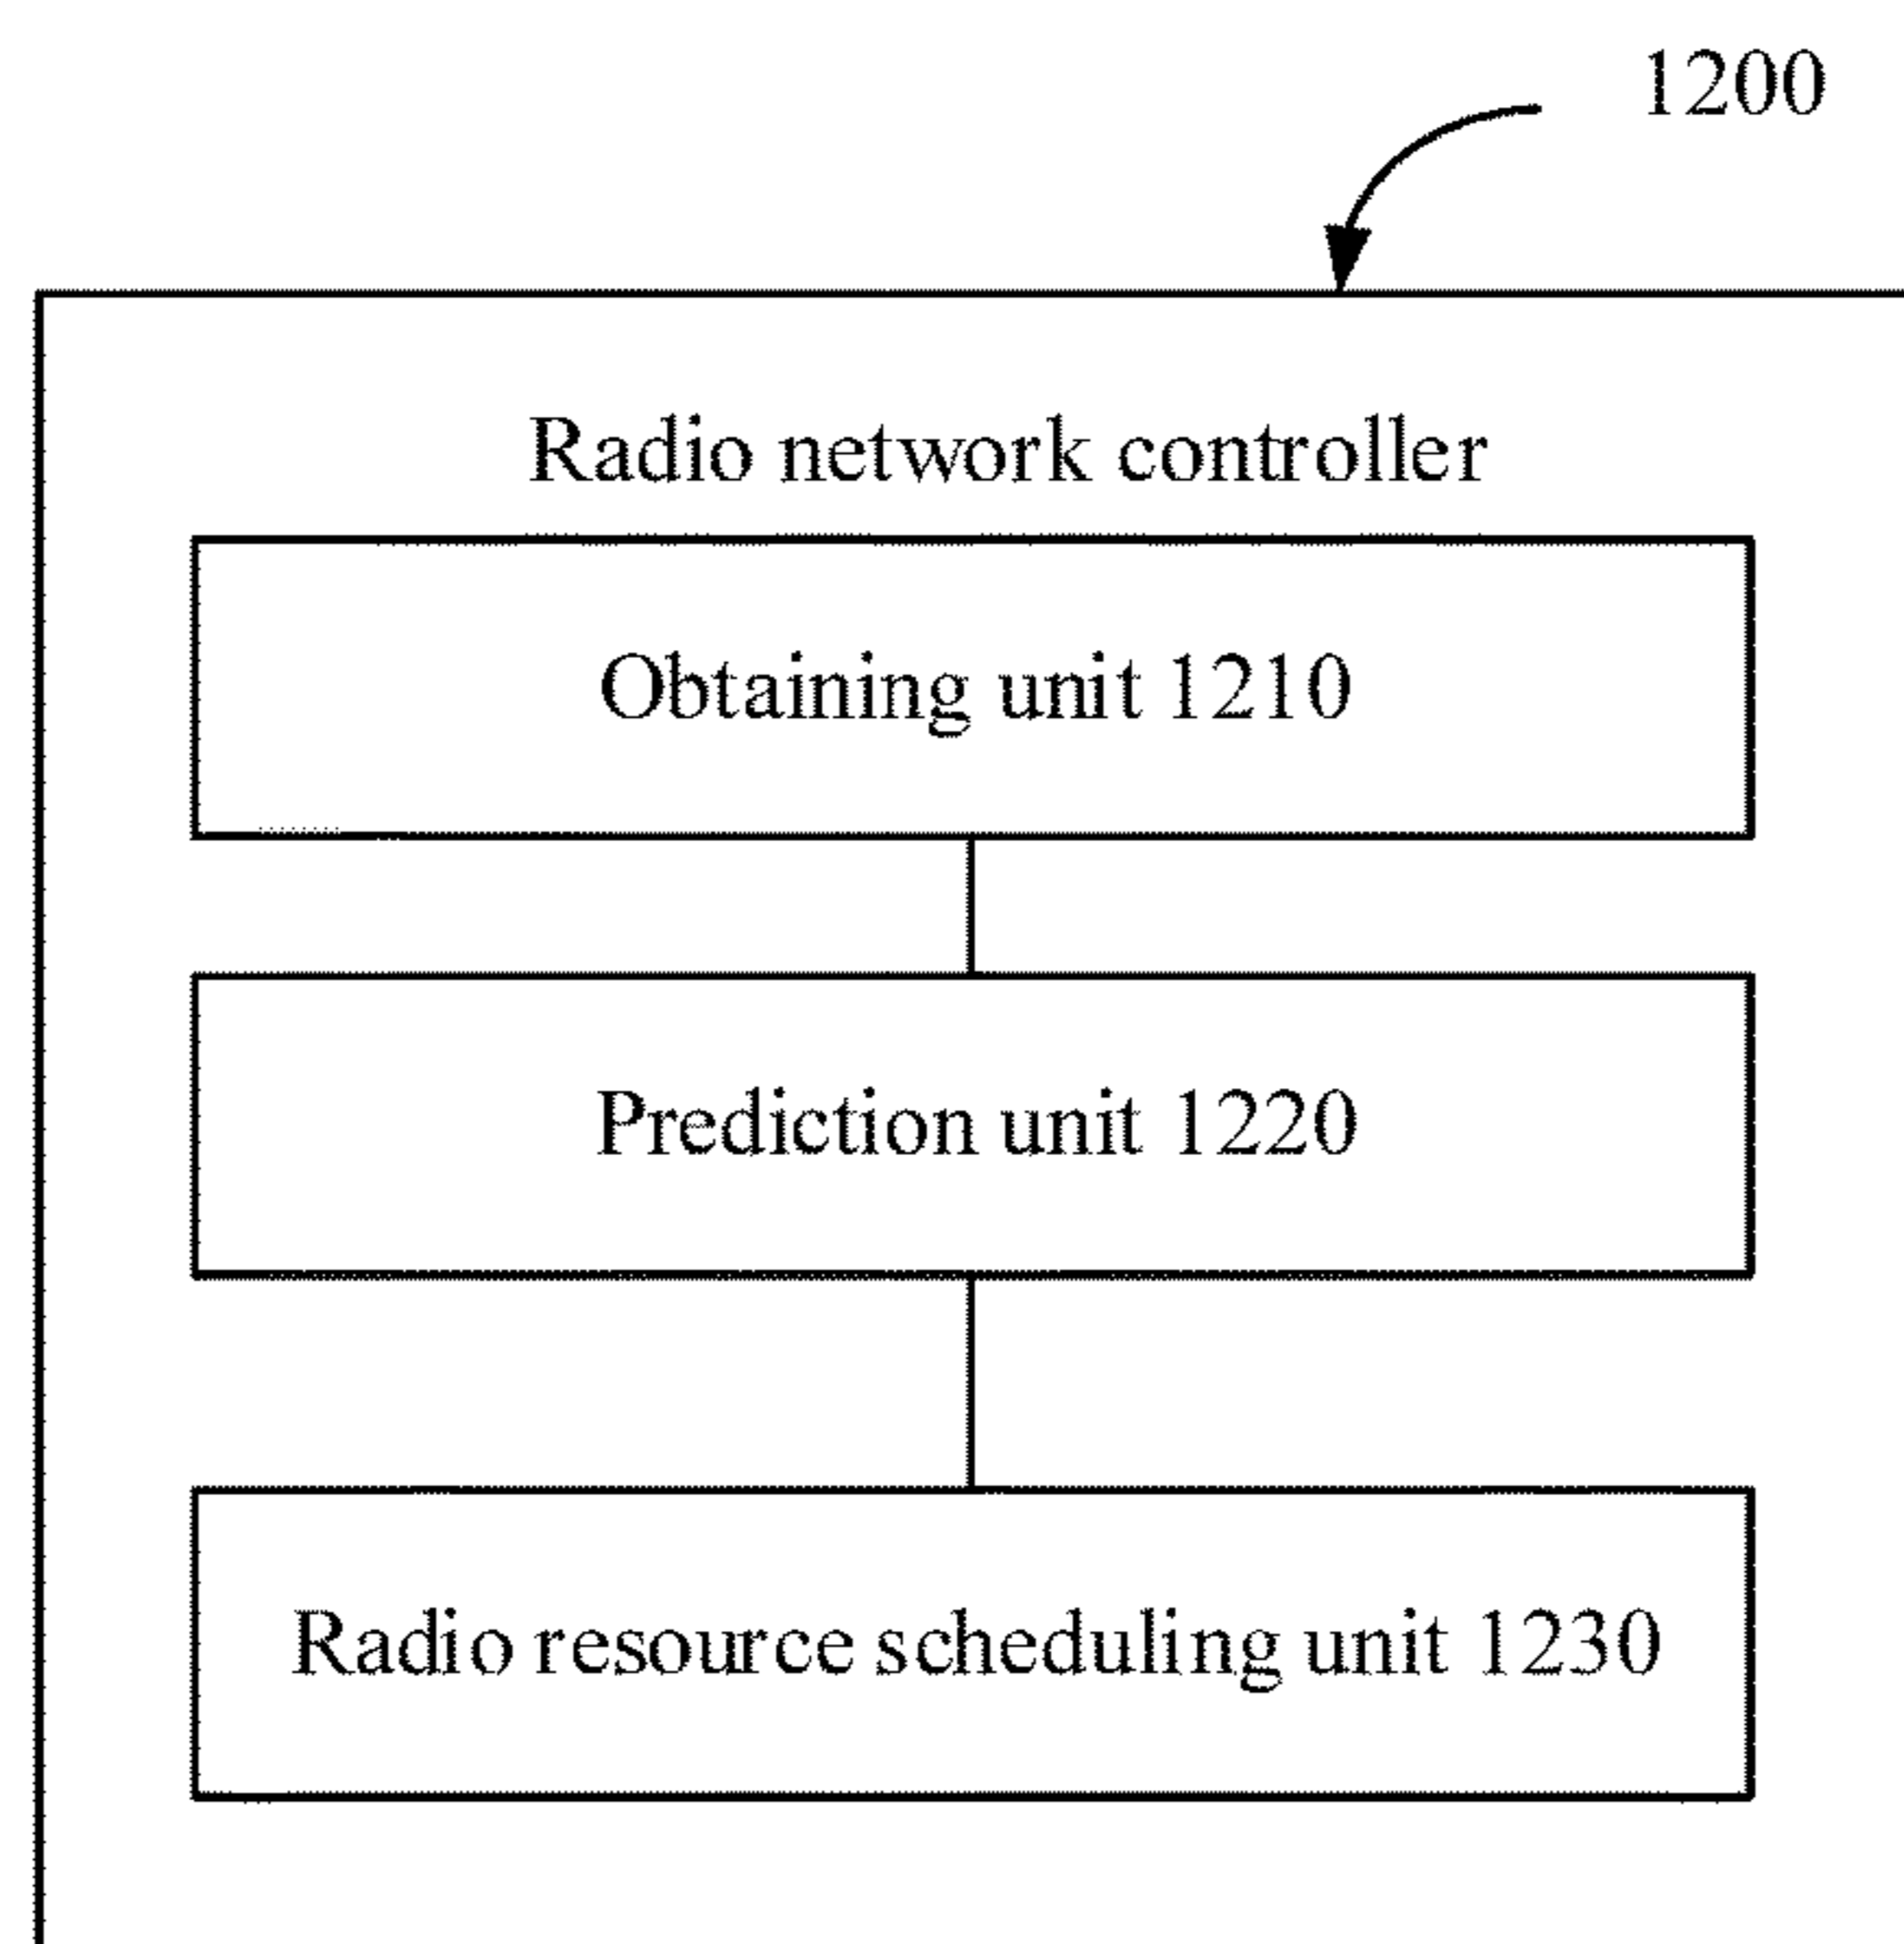 1200
Radio network controller
Obtaining unit 1210
Prediction unit 1220
Radio resource scheduling unit 1230